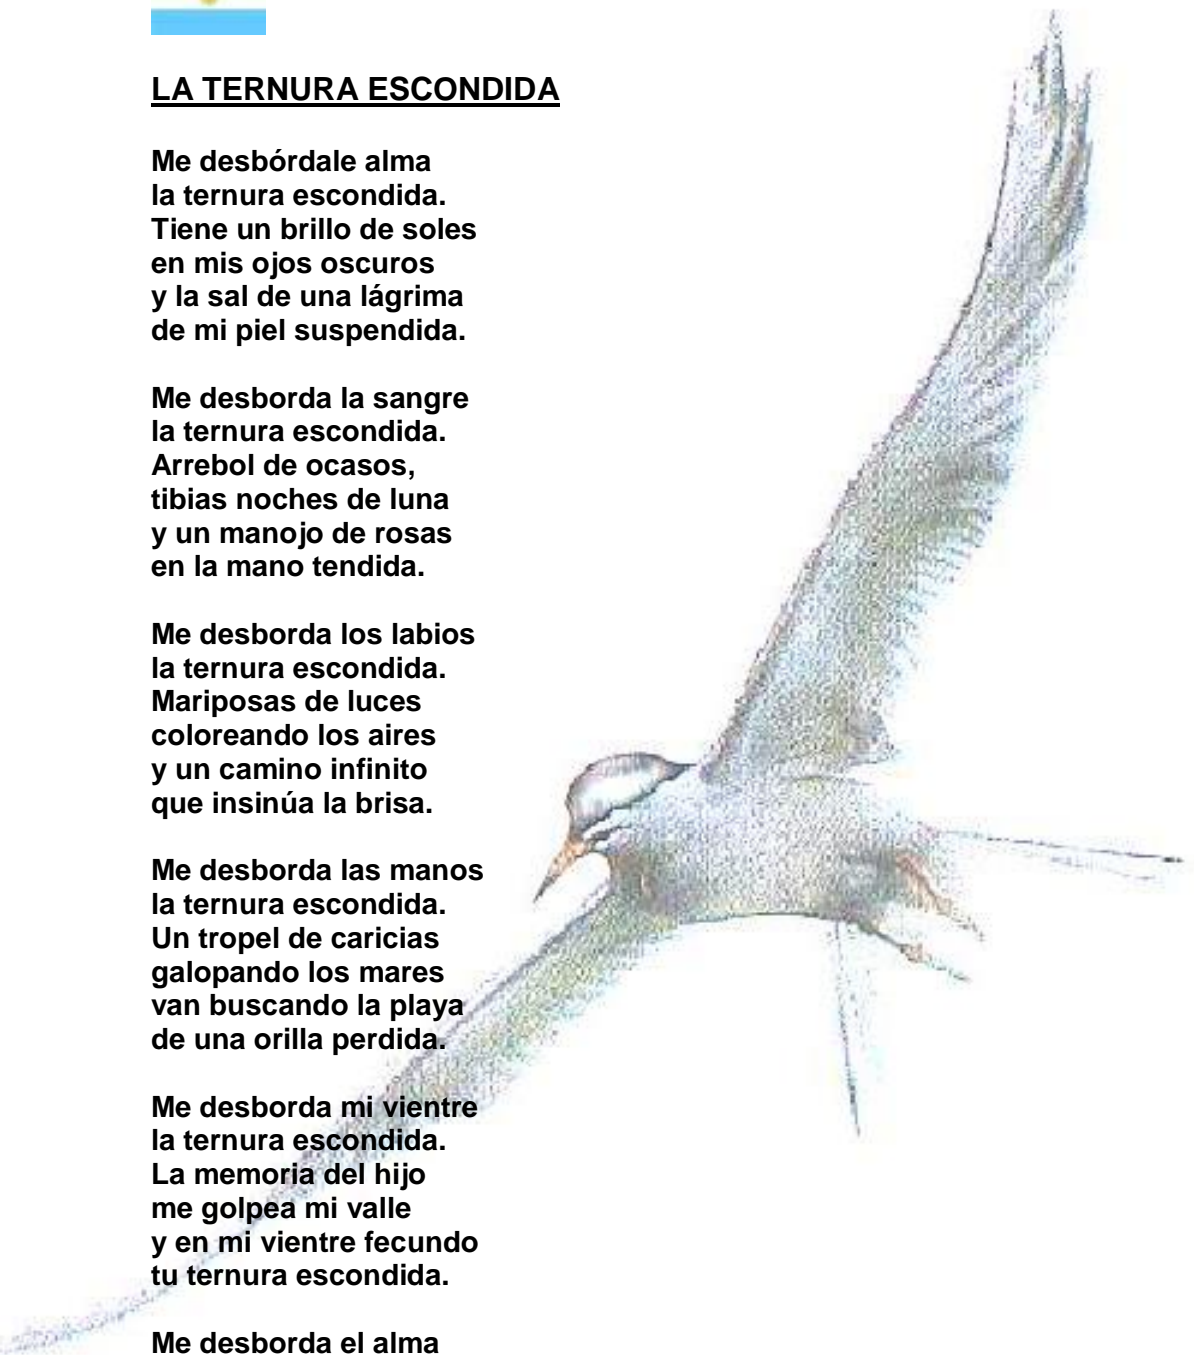 LA TERNURA ESCONDIDA
Me desbórdale alma
la ternura escondida.
Tiene un brillo de soles
en mis ojos oscuros
y la sal de una lágrima
de mi piel suspendida.
Me desborda la sangre
la ternura escondida.
Arrebol de ocasos,
tibias noches de luna
y un manojo de rosas
en la mano tendida.
Me desborda los labios
la ternura escondida.
Mariposas de luces
coloreando los aires
y un camino infinito
que insinúa la brisa.
Me desborda las manos
la ternura escondida.
Un tropel de caricias
galopando los mares
van buscando la playa
de una orilla perdida.
Me desborda mi vientre
la ternura escondida.
La memoria del hijo
me golpea mi valle
y en mi vientre fecundo
tu ternura escondida.
Me desborda el alma